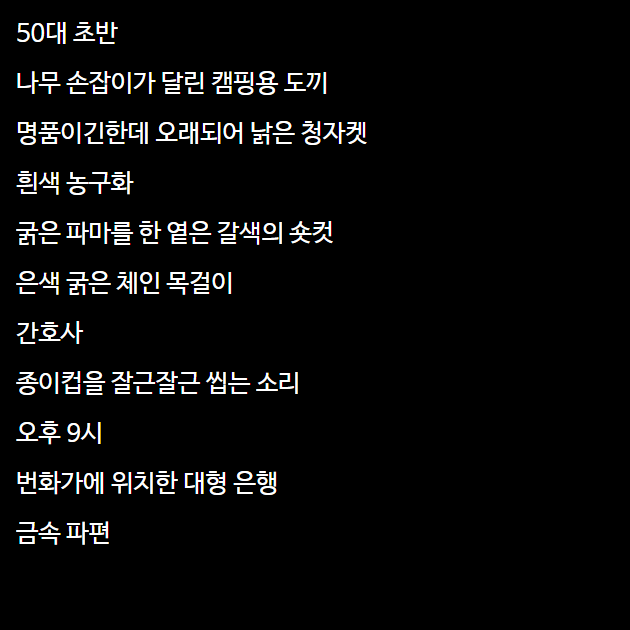 50대 초반
나무 손잡이가 달린 캠핑용 도끼
명품이긴한데 오래되어 낡은 청자켓
흰색 농구화
굵은 파마를 한 옅은 갈색의 숏컷
은색 굵은 체인 목걸이
간호사
종이컵을 잘근잘근 씹는 소리
오후 9시
번화가에 위치한 대형 은행
금속 파편